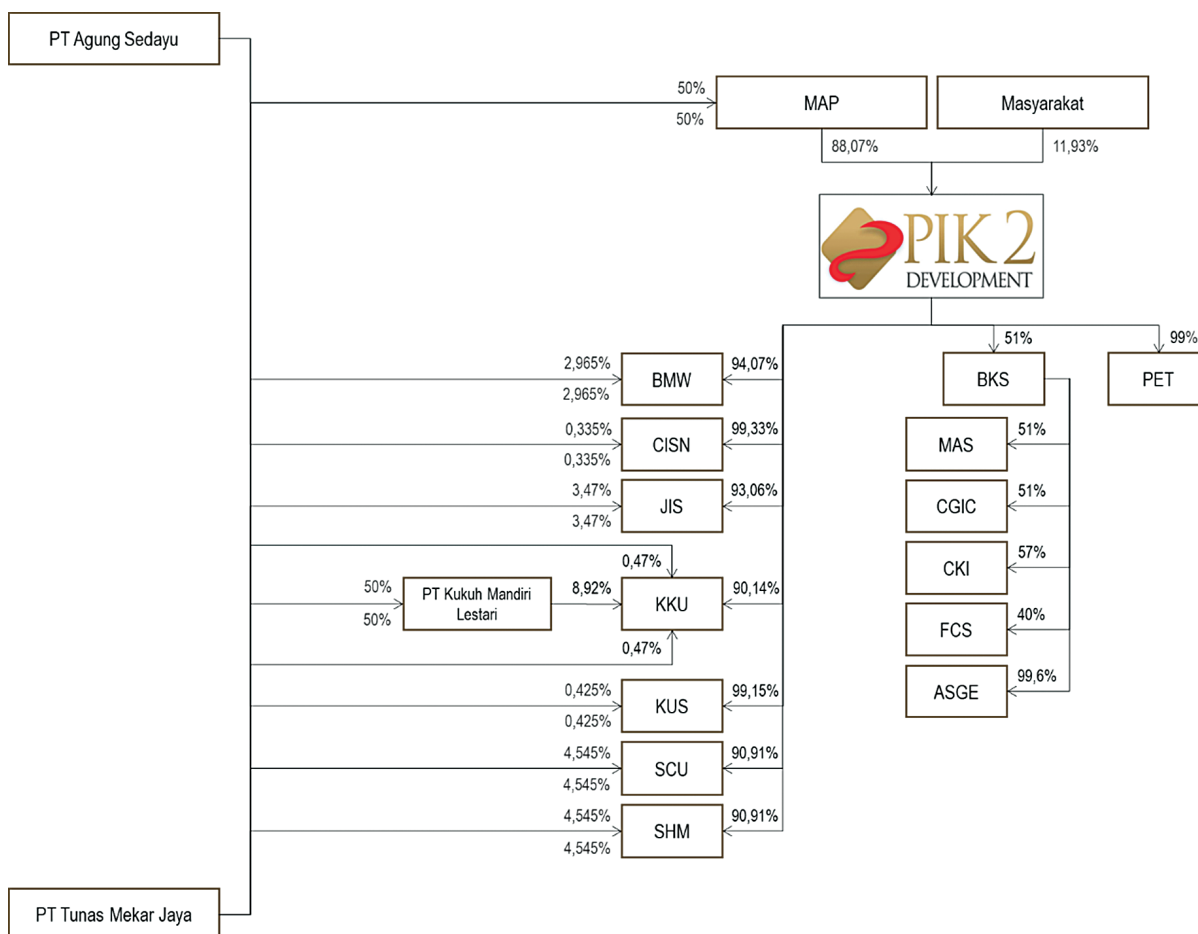 PT Agung Sedayu
50%
50%
MAP
Masyarakat
88,07%
11,93%
PIK 2
DEVELOPMENT
51%
99%
BKS
PET
2,965%
2,965%
BMW
94,07%
0,335%
0,335%
CISN
99,33%
3,47%
3,47%
JIS
93,06%
0,47%
50%
50%
PT Kukuh Mandiri
Lestari
8,92%
KKU
90,14%
0,47%
0,425%
0,425%
KUS
99,15%
4,545%
4,545%
SCU
90,91%
4,545%
4,545%
SHM
90,91%
MAS
51%
CGIC
51%
CKI
57%
FCS
40%
ASGE
99,6%
PT Tunas Mekar Jaya